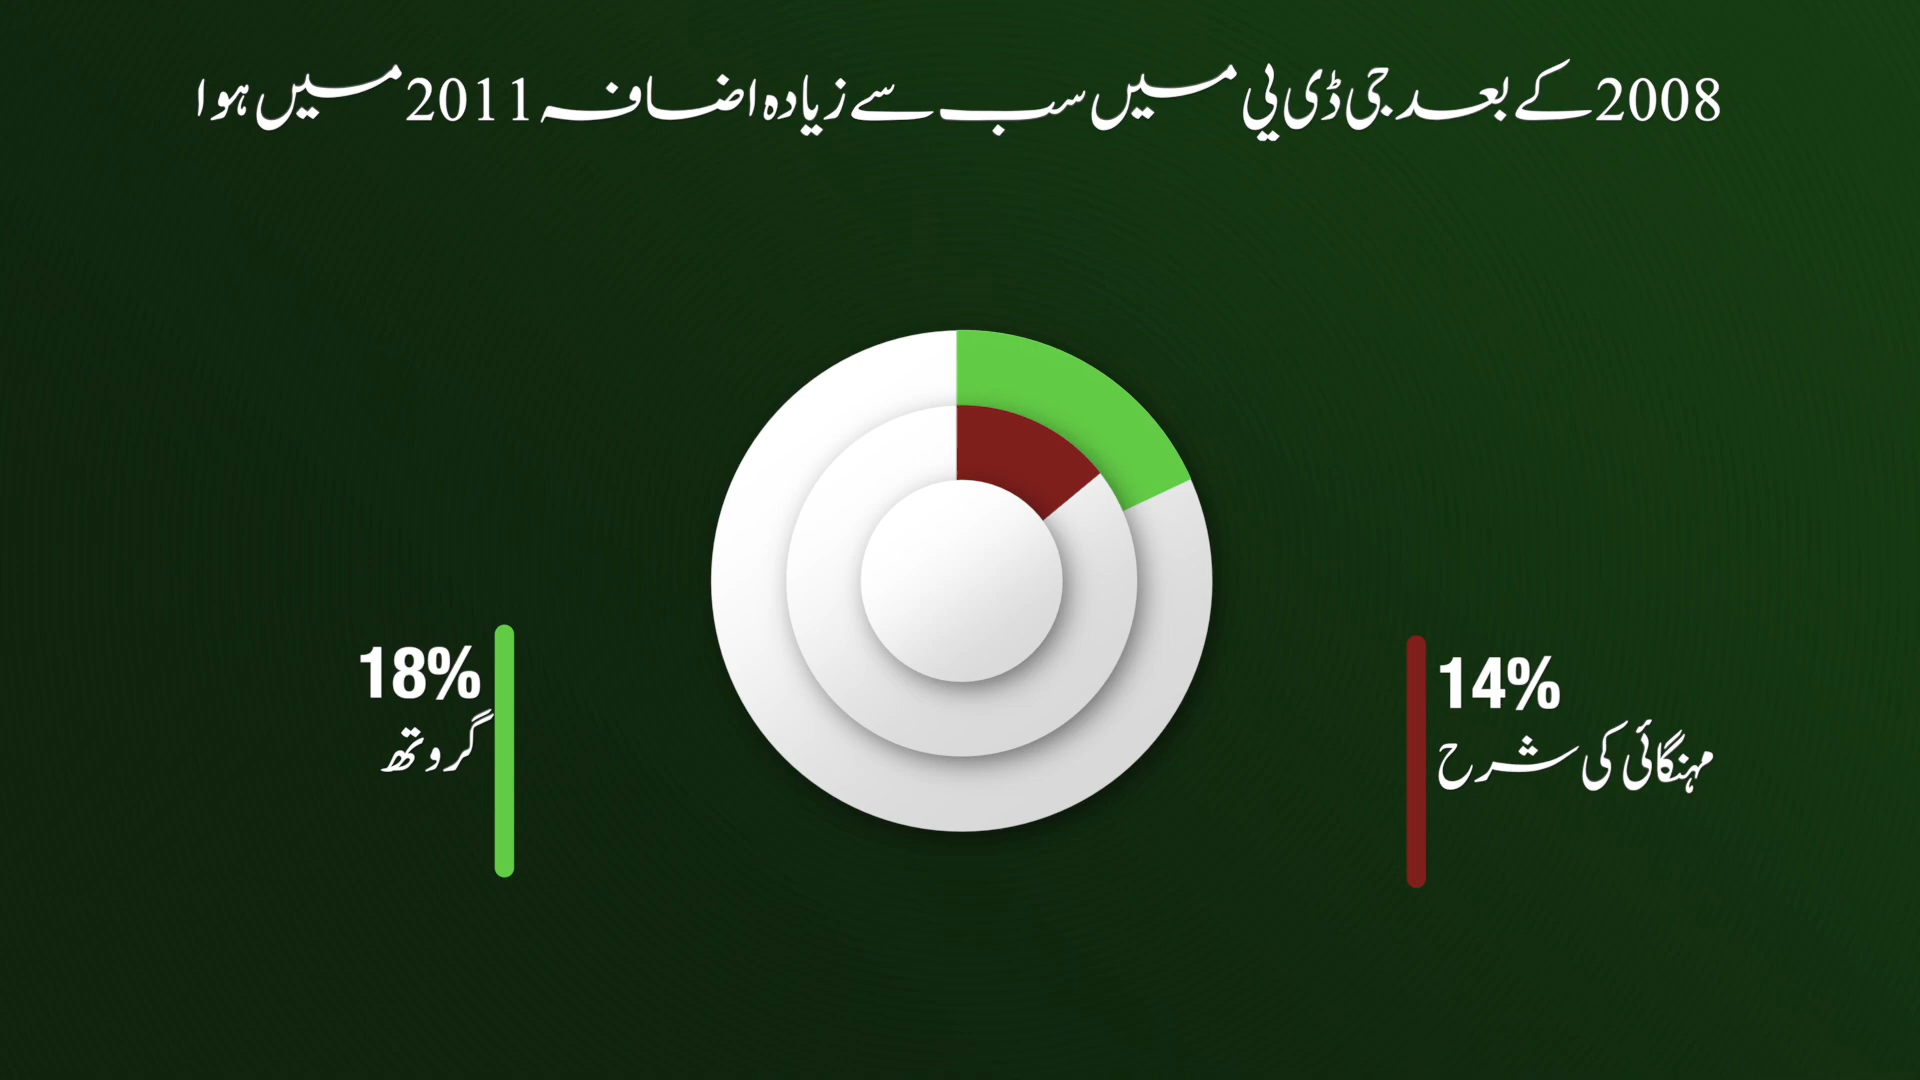 2008 کے بعد جی ڈی پی میں سب سے زیادہ اضافہ 2011 میں ہوا
18%
گروتھ
14%
مہنگائی کی شرح